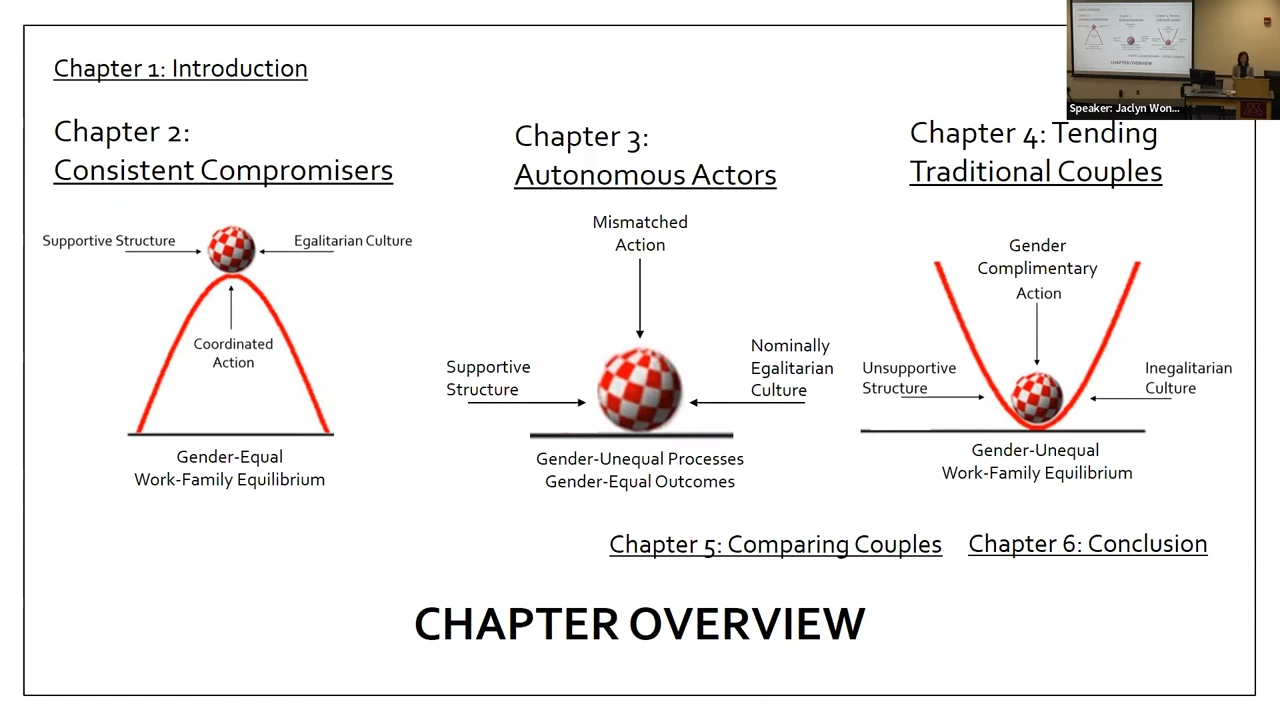 Chapter 1: Introduction
Speaker: Jaclyn Won...
Chapter 2:
Consistent Compromisers
Supportive Structure
Egalitarian Culture
Coordinated
Action
Gender-Equal
Work-Family Equilibrium
Chapter 3:
Autonomous Actors
Mismatched
Action
Supportive
Structure
Nominally
Egalitarian
Culture
Gender-Unequal Processes
Gender-Equal Outcomes
Chapter 4: Tending
Traditional Couples
Gender
Complimentary
Action
Unsupportive
Structure
Inegalitarian
Culture
Gender-Unequal
Work-Family Equilibrium
Chapter 5: Comparing Couples
Chapter 6: Conclusion
CHAPTER OVERVIEW